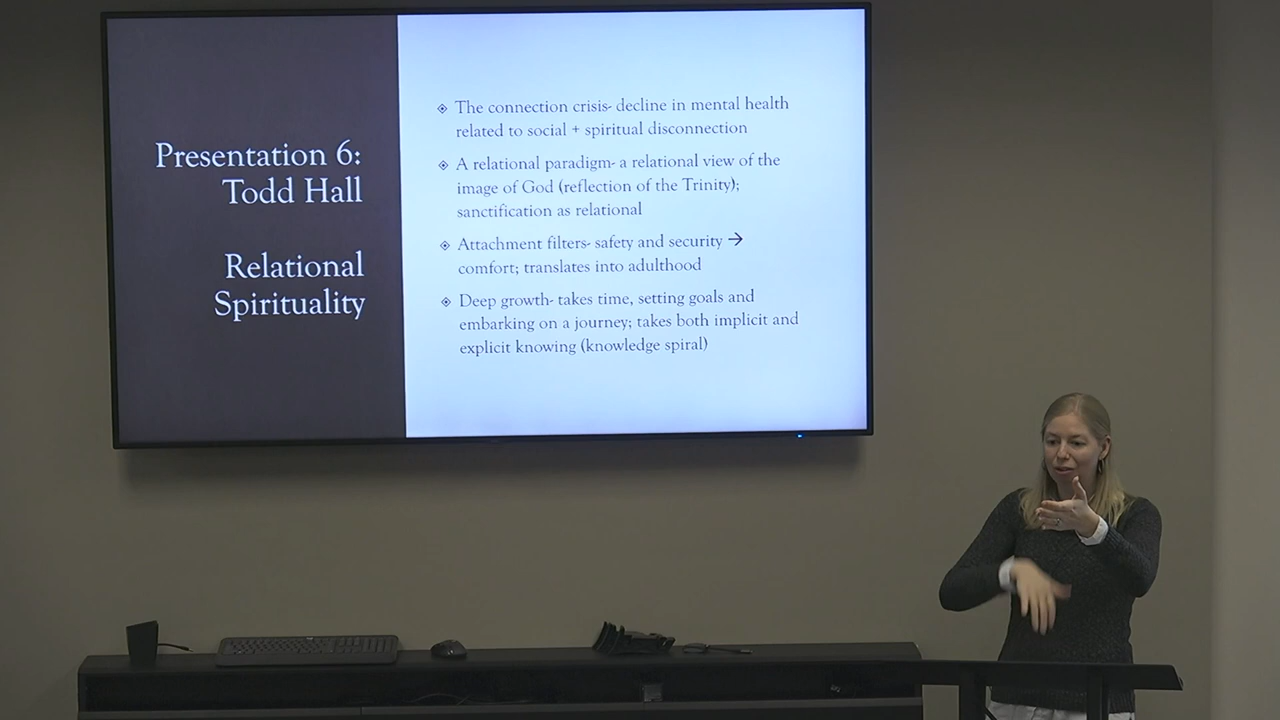 Presentation 6:
Todd Hall
Relational
Spirituality
The connection crisis- decline in mental health
related to social + spiritual disconnection
A relational paradigm- a relational view of the
image of God (reflection of the Trinity);
sanctification as relational
Attachment filters- safety and security →
comfort; translates into adulthood
Deep growth- takes time, setting goals and
embarking on a journey; takes both implicit and
explicit knowing (knowledge spiral)